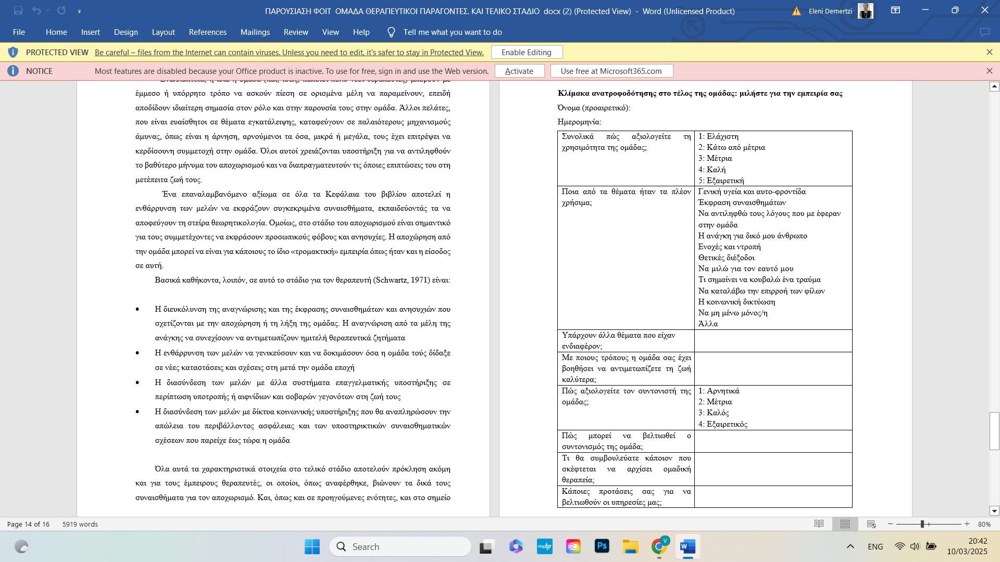 ΠΑΡΟΥΣΙΑΣΗ ΦΟΙΤ ΟΜΑΔΑ ΘΕΡΑΠΕΥΤΙΚΟΙ ΠΑΡΑΓΟΝΤΕΣ. ΚΑΙ ΤΕΛΙΚΟ ΣΤΑΔΙΟ docx (2) (Protected View) - Word (Unlicensed Product)
Eleni Demertzi
File Home Insert Design Layout References Mailings Review View Help Tell me what you want to do
PROTECTED VIEW Be careful – files from the Internet can contain viruses. Unless you need to edit, it's safer to stay in Protected View. Enable Editing
NOTICE Most features are disabled because your Office product is inactive. To use for free, sign in and use the Web version. Activate Use free at Microsoft365.com
Εναλλακτικά, η ίδια η ομάδα (και, ίσως, κάποιοι πολύ νέοι θεραπευτές) μπορούν με
έμμεσο ή υπόρρητο τρόπο να ασκούν πίεση σε ορισμένα μέλη να παραμείνουν, επειδή
αποδίδουν ιδιαίτερη σημασία στον ρόλο και στην παρουσία τους στην ομάδα. Άλλοι πελάτες,
που είναι ευαίσθητοι σε θέματα εγκατάλειψης, καταφεύγουν σε παλαιότερους μηχανισμούς
άμυνας, όπως είναι η άρνηση, αρνούμενοι τα όσα, μικρά ή μεγάλα, τους έχει επιτρέψει να
κερδίσουνη συμμετοχή στην ομάδα. Όλοι αυτοί χρειάζονται υποστήριξη για να αντιληφθούν
το βαθύτερο μήνυμα του αποχωρισμού και να διαπραγματευτούν τις όποιες επιπτώσεις του στη
μετέπειτα ζωή τους.
Ένα επαναλαμβανόμενο αξίωμα σε όλα τα Κεφάλαια του βιβλίου αποτελεί η
ενθάρρυνση των μελών να εκφράζουν συγκεκριμένα συναισθήματα, εκπαιδεύοντάς τα να
αποφεύγουν τη στείρα θεωρητικολογία. Ομοίως, στο στάδιο του αποχωρισμού είναι σημαντικό
για τους συμμετέχοντες να εκφράσουν προσωπικούς φόβους και ανησυχίες. Η αποχώρηση από
την ομάδα μπορεί να είναι για κάποιους το ίδιο «τρομακτική» εμπειρία όπως ήταν και η είσοδος
σε αυτή.
Βασικά καθήκοντα, λοιπόν, σε αυτό το στάδιο για τον θεραπευτή (Schwartz, 1971) είναι:
• Η διευκόλυνση της αναγνώρισης και της έκφρασης συναισθημάτων και ανησυχιών που
σχετίζονται με την αποχώρηση ή τη λήξη της ομάδας. Η αναγνώριση από τα μέλη της
ανάγκης να συνεχίσουν να αντιμετωπίζουν ημιτελή θεραπευτικά ζητήματα
• Η ενθάρρυνση των μελών να γενικεύσουν και να δοκιμάσουν όσα η ομάδα τούς δίδαξε
σε νέες καταστάσεις και σχέσεις στη μετά την ομάδα εποχή
• Η διασύνδεση των μελών με άλλα συστήματα επαγγελματικής υποστήριξης σε
περίπτωση υποτροπής ή αιφνίδιων και σοβαρών γεγονότων στη ζωή τους
• Η διασύνδεση των μελών με δίκτυα κοινωνικής υποστήριξης που θα αναπληρώσουν την
απώλεια του περιβάλλοντος ασφάλειας και των υποστηρικτικών συναισθηματικών
σχέσεων που παρείχε έως τώρα η ομάδα
Όλα αυτά τα χαρακτηριστικά στοιχεία στο τελικό στάδιο αποτελούν πρόκληση ακόμη
και για τους έμπειρους θεραπευτές, οι οποίοι, όπως αναφέρθηκε, βιώνουν τα δικά τους
συναισθήματα για τον αποχωρισμό. Και, όπως και σε προηγούμενες ενότητες, και στο σημείο
Κλίμακα ανατροφοδότησης στο τέλος της ομάδας: μιλήστε για την εμπειρία σας
Όνομα (προαιρετικό):
Ημερομηνία:
Συνολικά πώς αξιολογείτε τη
χρησιμότητα της ομάδας;
1: Ελάχιστη
2: Κάτω από μέτρια
3: Μέτρια
4: Καλή
5: Εξαιρετική
Ποια από τα θέματα ήταν τα πλέον
χρήσιμα;
Γενική υγεία και αυτο-φροντίδα
Έκφραση συναισθημάτων
Να αντιληφθώ τους λόγους που με έφεραν
στην ομάδα
Η ανάγκη για δικό μου άνθρωπο
Ενοχές και ντροπή
Θετικές διέξοδοι
Να μιλώ για τον εαυτό μου
Τι σημαίνει να κουβαλώ ένα τραύμα
Να καταλάβω την επιρροή των φίλων
Η κοινωνική δικτύωση
Να μη μένω μόνος/η
Άλλα
Υπάρχουν άλλα θέματα που είχαν
ενδιαφέρον;
Με ποιους τρόπους η ομάδα σας έχει
βοηθήσει να αντιμετωπίζετε τη ζωή
καλύτερα;
Πώς αξιολογείτε τον συντονιστή της
ομάδας;
1: Αρνητικά
2: Μέτρια
3: Καλός
4: Εξαιρετικός
Πώς μπορεί να βελτιωθεί ο
συντονισμός της ομάδα;
Τι θα συμβουλεύατε κάποιον που
σκέφτεται να αρχίσει ομαδική
θεραπεία;
Κάποιες προτάσεις σας για να
βελτιωθούν οι υπηρεσίες μας;
Page 14 of 16 5919 words
80%
Search
myhp
Ps
V
W
ENG
20:42
10/03/2025